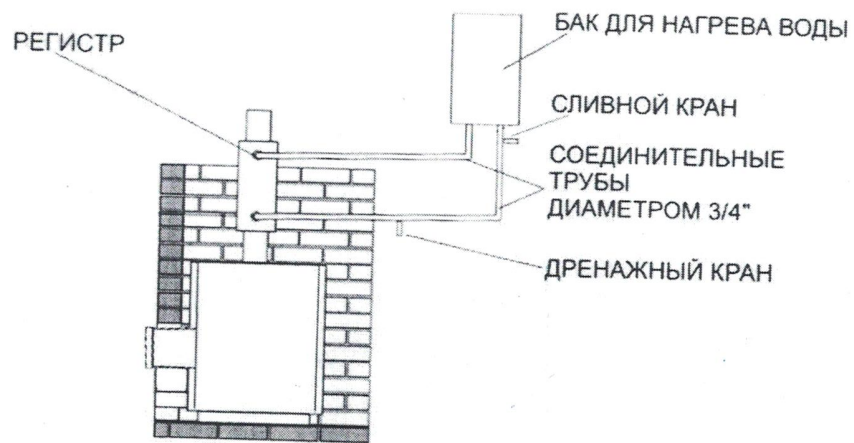 РЕГИСТР
БАК ДЛЯ НАГРЕВА ВОДЫ
СЛИВНОЙ КРАН
СОЕДИНИТЕЛЬНЫЕ
ТРУБЫ
ДИАМЕТРОМ 3/4"
ДРЕНАЖНЫЙ КРАН